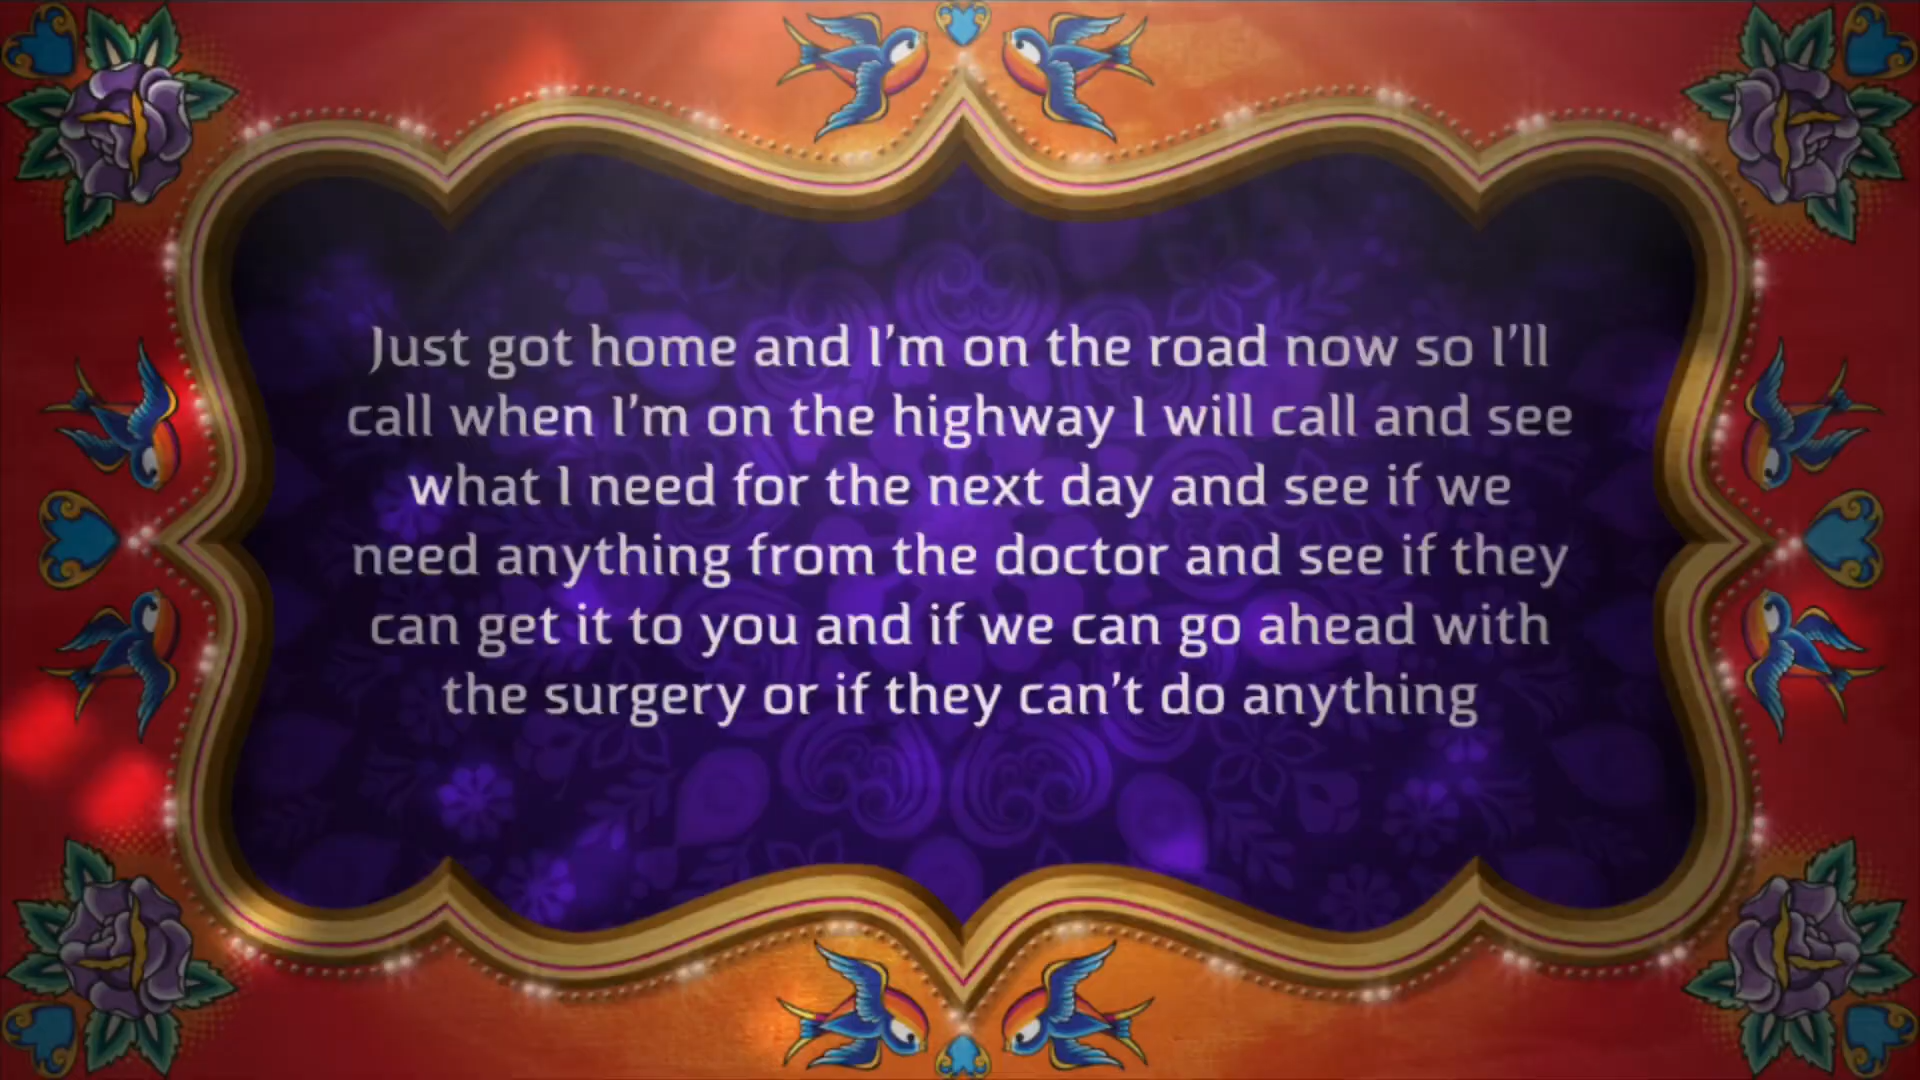 Just got home and I'm on the road now so I'll
call when I'm on the highway I will call and see
what I need for the next day and see if we
need anything from the doctor and see if they
can get it to you and if we can go ahead with
the surgery or if they can't do anything